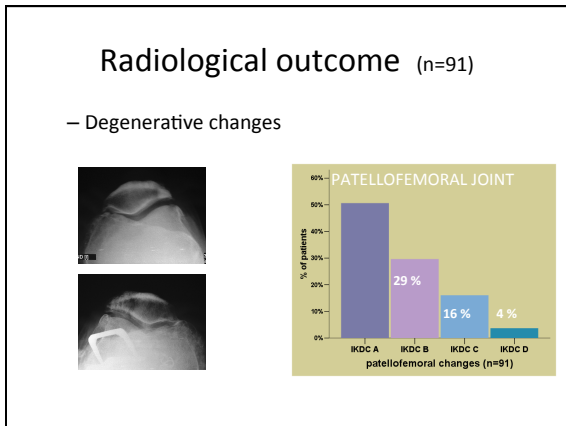 Radiological outcome (n=91)
– Degenerative changes
PATELLOFEMORAL JOINT
60%
50%
40%
30%
20%
10%
0%
% of patients
29 %
16 %
4 %
IKDC A IKDC B IKDC C IKDC D
patellofemoral changes (n=91)